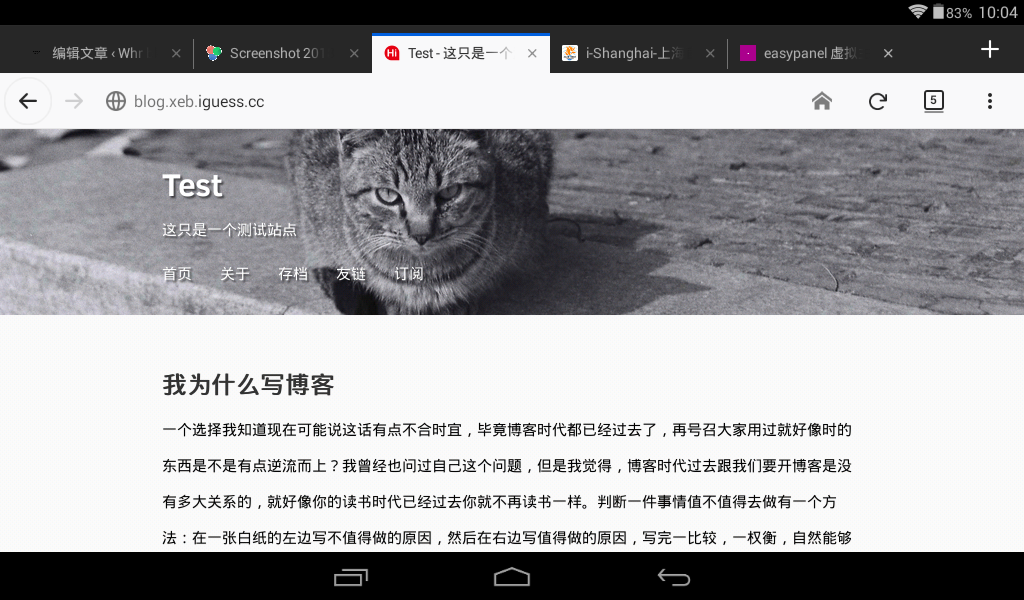 83% 10:04
编辑文章 ‹ Whr
Screenshot 201
Hi
Test - 这只是一个
i-Shanghai-上海
easypanel 虚拟
blog.xeb.iguess.cc
5
Test
这只是一个测试站点
首页 关于 存档 友链 订阅
我为什么写博客
一个选择我知道现在可能说这话有点不合时宜，毕竟博客时代都已经过去了，再号召大家用过就好像时的
东西是不是有点逆流而上？我曾经也问过自己这个问题，但是我觉得，博客时代过去跟我们要开博客是没
有多大关系的，就好像你的读书时代已经过去你就不再读书一样。判断一件事情值不值得去做有一个方
法：在一张白纸的左边写不值得做的原因，然后在右边写值得做的原因，写完一比较，一权衡，自然能够